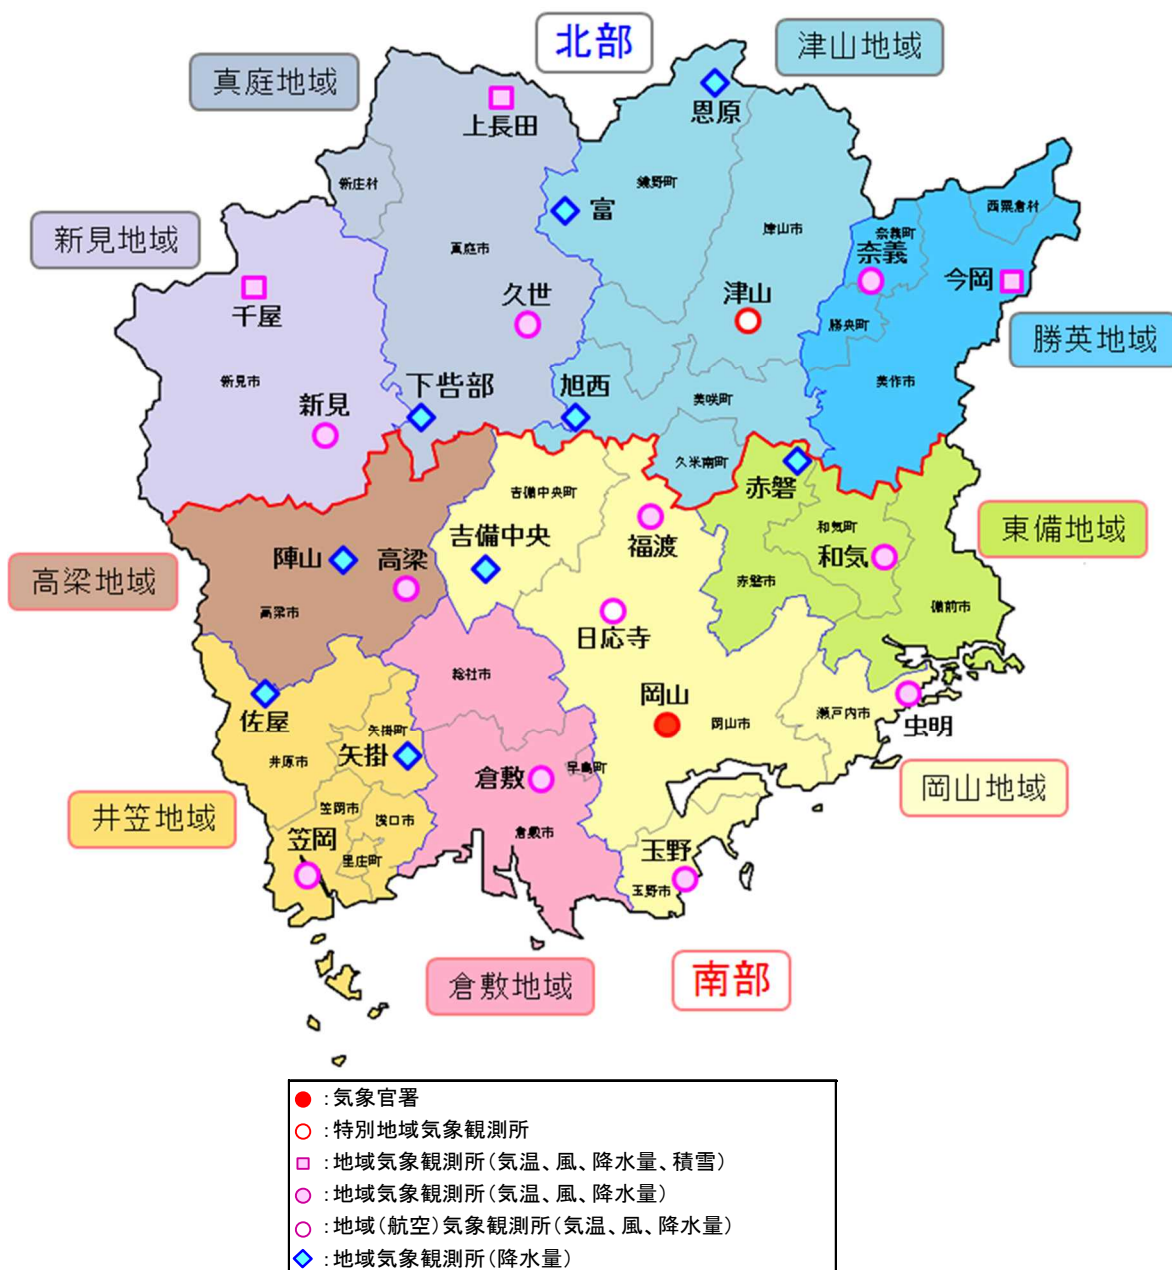 北部
津山地域
真庭地域
上長田
恩原
新庄村
鏡野町
西粟倉村
富
新見地域
真庭市
津山市
奈義町
奈義
今岡
千屋
久世
津山
勝央町
勝英地域
新見市
下呰部
旭西
美咲町
美作市
新見
久米南町
赤磐
吉備中央町
福渡
和気町
東備地域
陣山
高梁
吉備中央
和気
高梁地域
赤磐市
高梁市
日応寺
備前市
総社市
岡山
瀬戸内市
佐屋
矢掛町
岡山市
虫明
井原市
矢掛
早島町
倉敷
岡山地域
井笠地域
笠岡市
浅口市
倉敷市
笠岡
里庄町
玉野
玉野市
倉敷地域
南部
:気象官署
:特別地域気象観測所
:地域気象観測所(気温、風、降水量、積雪)
:地域気象観測所(気温、風、降水量)
:地域(航空)気象観測所(気温、風、降水量)
:地域気象観測所(降水量)